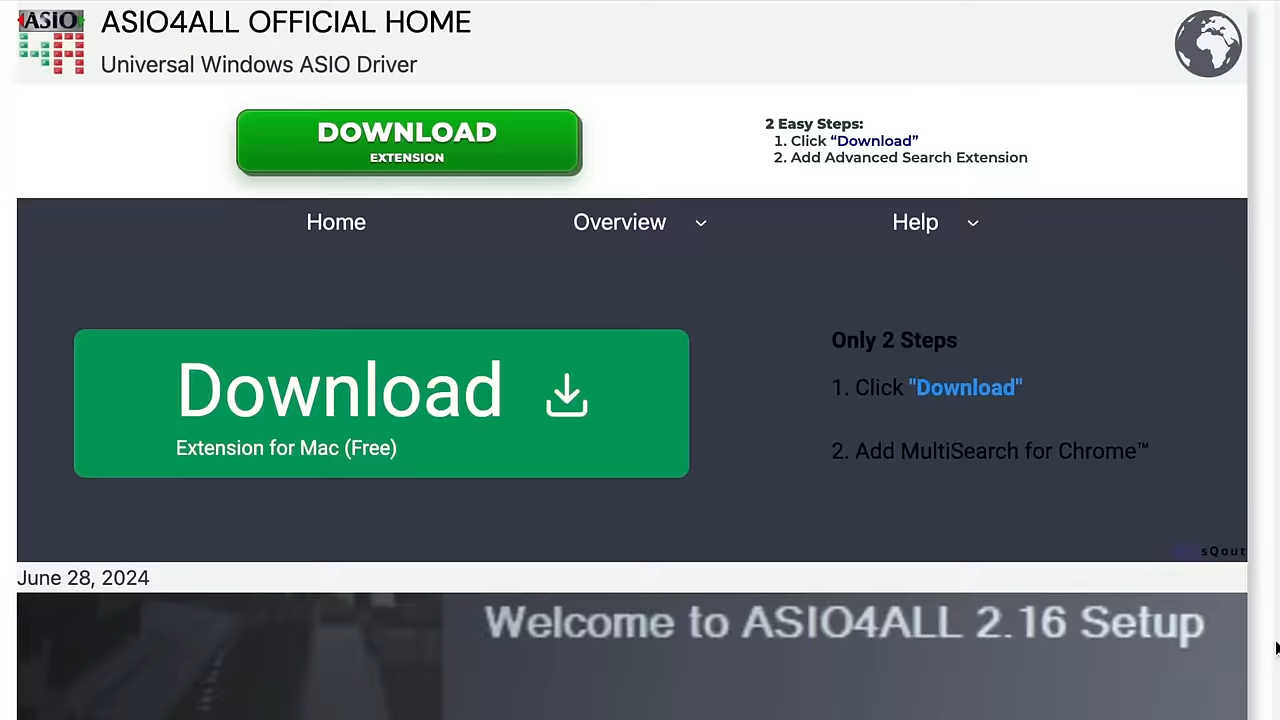 ASIO
ASIO4ALL OFFICIAL HOME
Universal Windows ASIO Driver
DOWNLOAD
EXTENSION
2 Easy Steps:
1. Click “Download”
2. Add Advanced Search Extension
Home
Overview
Help
Download
Extension for Mac (Free)
Only 2 Steps
1. Click "Download"
2. Add MultiSearch for Chrome™
sQout
June 28, 2024
Welcome to ASIO4ALL 2.16 Setup